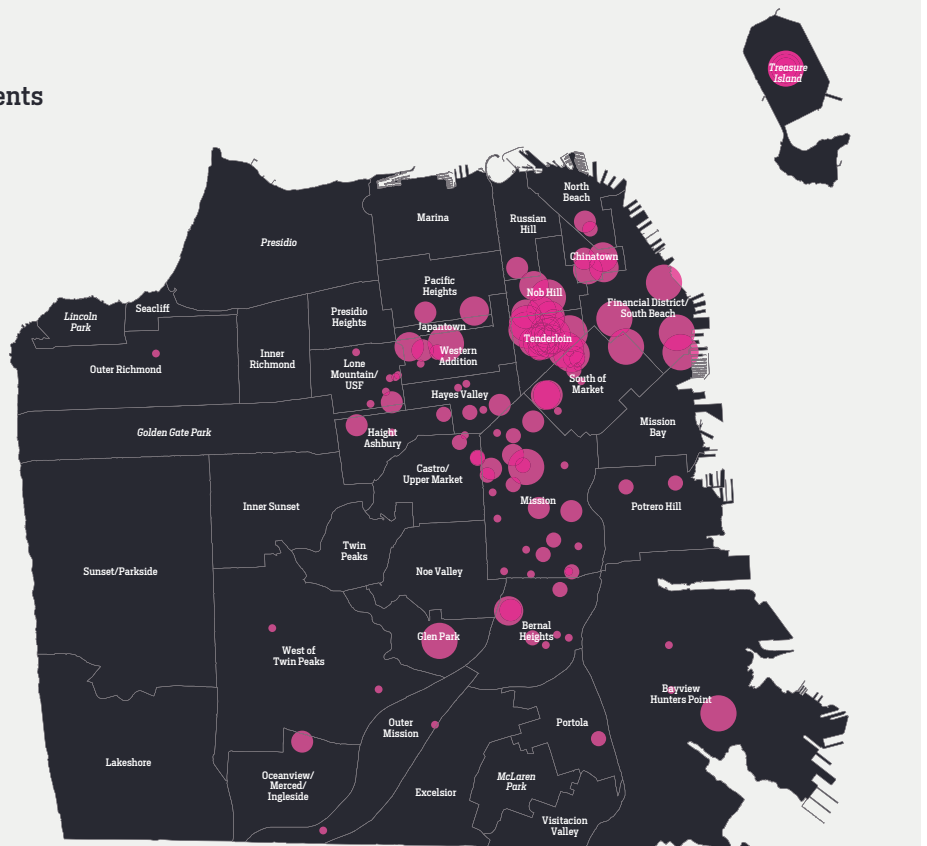 ents
Treasure
Island
North
Beach
Marina
Russian
Hill
Presidio
Chinatown
Pacific
Heights
Nob Hill
Seacliff
Financial District/
South Beach
Lincoln
Park
Presidio
Heights
Japantown
Tenderloin
Inner
Richmond
Western
Addition
Outer Richmond
Lone
Mountain/
USF
South of
Market
Hayes Valley
Golden Gate Park
Haight
Ashbury
Mission
Bay
Castro/
Upper Market
Inner Sunset
Mission
Potrero Hill
Twin
Peaks
Sunset/Parkside
Noe Valley
Glen Park
Bernal
Heights
West of
Twin Peaks
Bayview
Hunters Point
Outer
Mission
Portola
Lakeshore
Oceanview/
Merced/
Ingleside
McLaren
Park
Excelsior
Visitacion
Valley